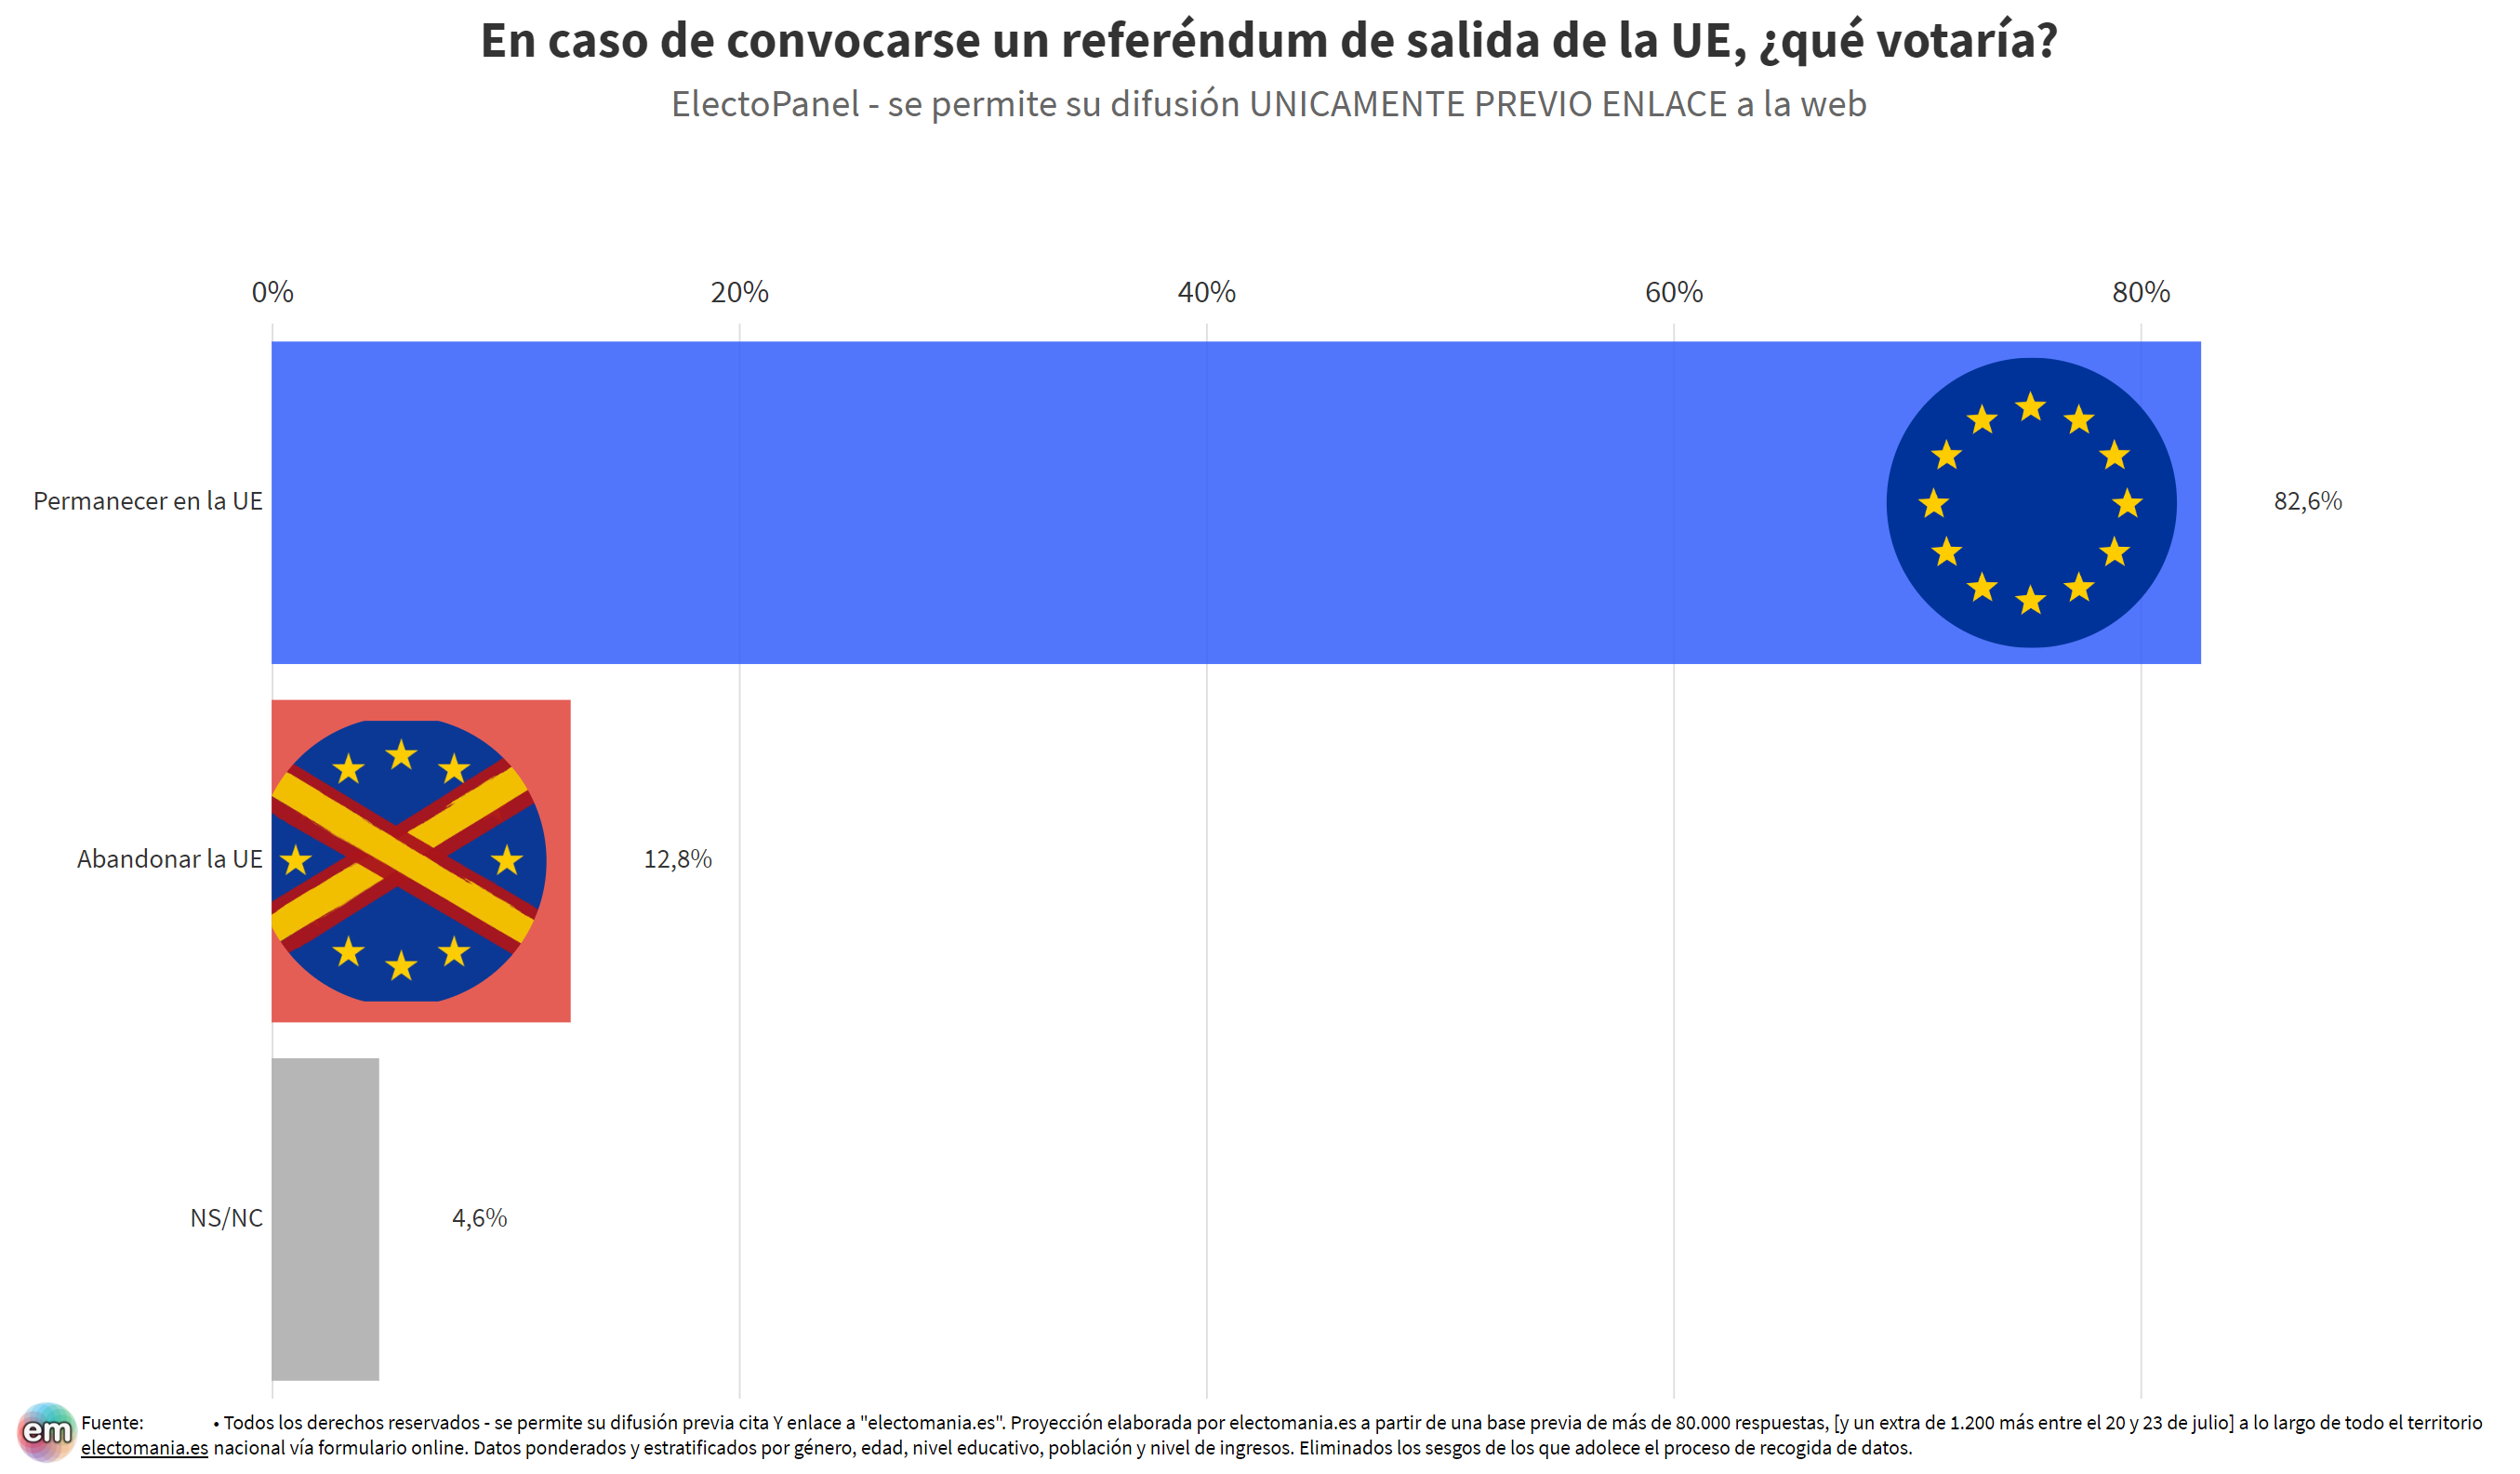 En caso de convocarse un referéndum de salida de la UE, ¿qué votaría?
ElectoPanel - se permite su difusión UNICAMENTE PREVIO ENLACE a la web
0% 20% 40% 60% 80%
Permanecer en la UE 82,6%
Abandonar la UE 12,8%
NS/NC 4,6%
em
Fuente: • Todos los derechos reservados - se permite su difusión previa cita Y enlace a "electomania.es". Proyección elaborada por electomania.es a partir de una base previa de más de 80.000 respuestas, [y un extra de 1.200 más entre el 20 y 23 de julio] a lo largo de todo el territorio
electomania.es nacional vía formulario online. Datos ponderados y estratificados por género, edad, nivel educativo, población y nivel de ingresos. Eliminados los sesgos de los que adolece el proceso de recogida de datos.